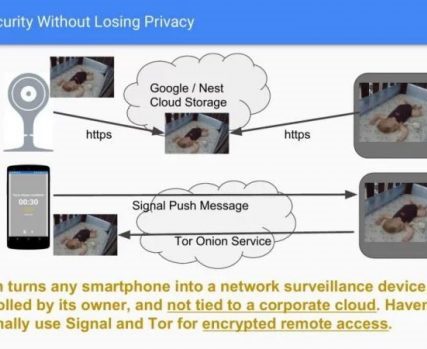 curity Without Losing Privacy
Google / Nest
Cloud Storage
https
https
00:30
Signal Push Message
Tor Onion Service
n turns any smartphone into a network surveillance device
olled by its owner, and not tied to a corporate cloud. Haven
nally use Signal and Tor for encrypted remote access.